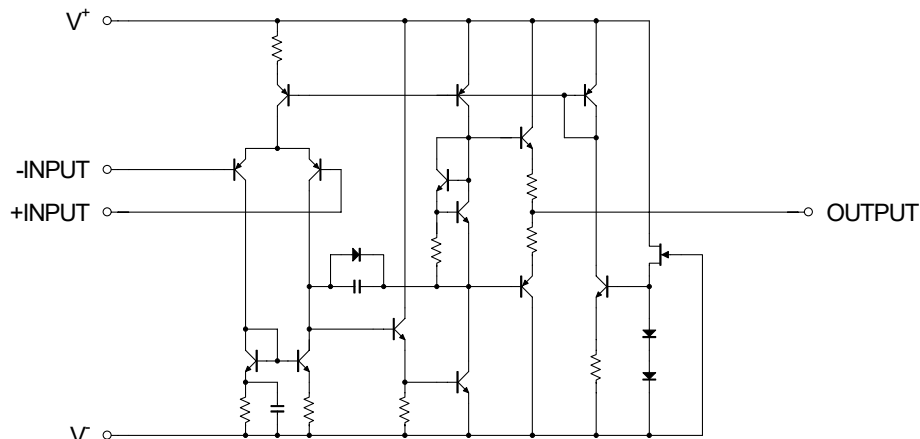 V+
-INPUT
+INPUT
OUTPUT
V-